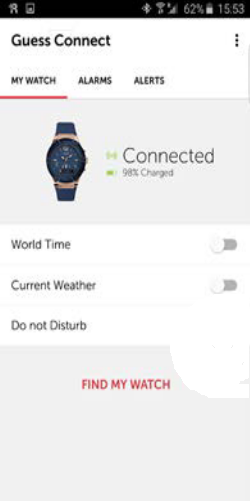 62% 15:53
Guess Connect
MY WATCH ALARMS ALERTS
Connected
98% Charged
World Time
Current Weather
Do not Disturb
FIND MY WATCH